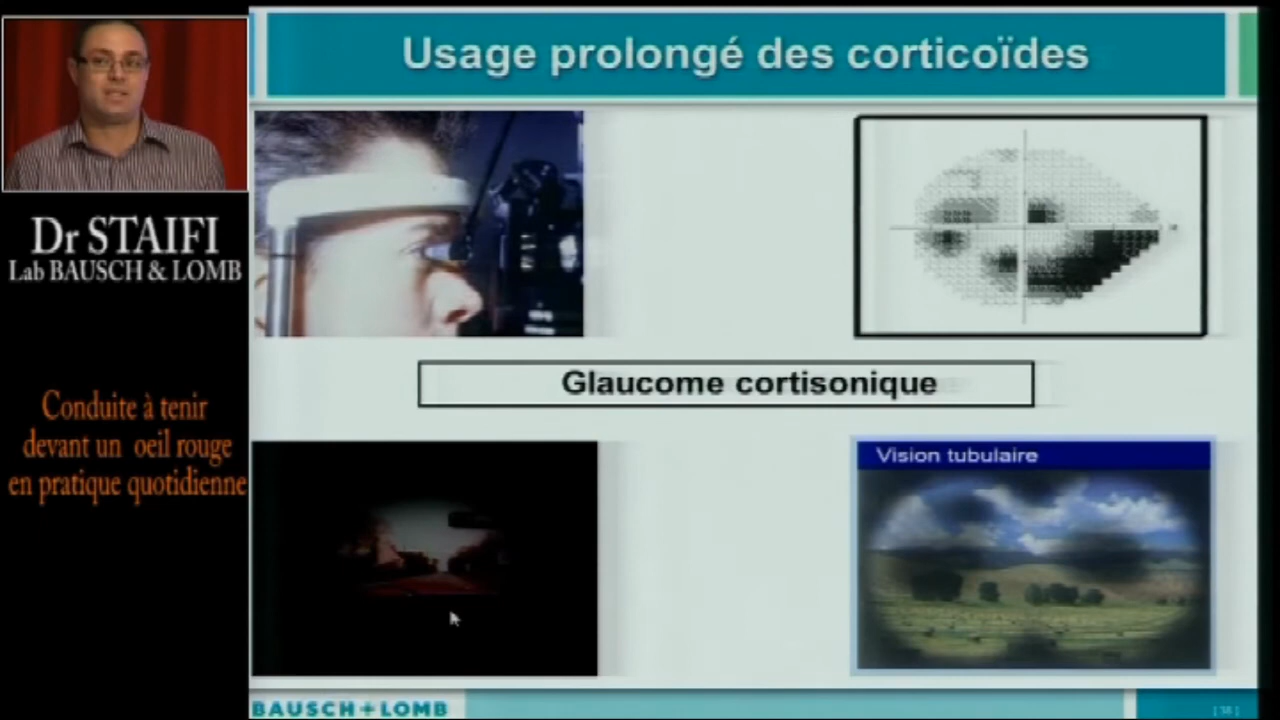 Usage prolongé des corticoïdes
Dr STAIFI
Lab BAUSCH & LOMB
Glaucome cortisonique
Conduite à tenir
devant un oeil rouge
en pratique quotidienne
Vision tubulaire
BAUSCH+LOMB